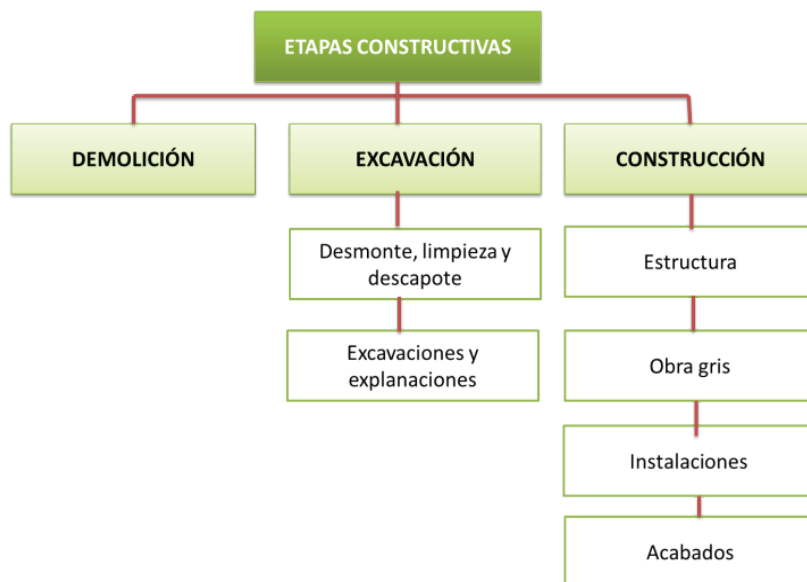 ETAPAS CONSTRUCTIVAS
DEMOLICIÓN
EXCAVACIÓN
CONSTRUCCIÓN
Desmonte, limpieza y
descapote
Excavaciones y
explanaciones
Estructura
Obra gris
Instalaciones
Acabados